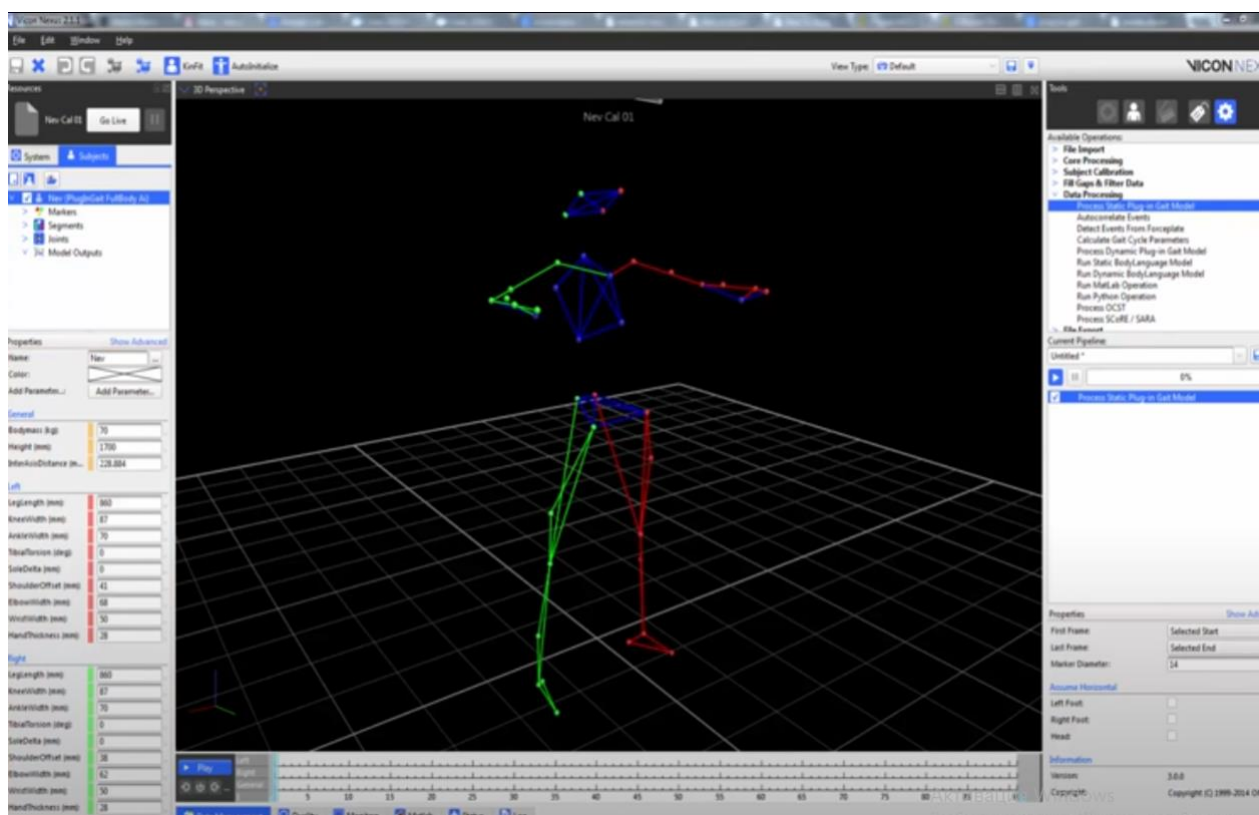 Vicon Nexus 2.1.1
File Edit Window Help
KinFit AutoInitialize
View Type: Default
VICON NEX
Resources
3D Perspective
Tools
Nev Cal 01
Go Live
Nev Cal 01
System Subjects
Nev (PlugInGait FullBody Ai)
Markers
Segments
Joints
Model Outputs
Properties
Show Advanced
Name: Nev
Color:
Add Parameter...: Add Parameter...
General
Bodymass (kg) 70
Height (mm) 1700
InterAsisDistance (m... 228.884
Left
LegLength (mm) 860
KneeWidth (mm) 87
AnkleWidth (mm) 70
TibialTorsion (deg) 0
SoleDelta (mm) 0
ShoulderOffset (mm) 41
ElbowWidth (mm) 68
WristWidth (mm) 50
HandThickness (mm) 28
Right
LegLength (mm) 860
KneeWidth (mm) 87
AnkleWidth (mm) 70
TibialTorsion (deg) 0
SoleDelta (mm) 0
ShoulderOffset (mm) 38
ElbowWidth (mm) 62
WristWidth (mm) 50
HandThickness (mm) 28
Play
Left
Right
General
5 10 15 20 25 30 35 40 45 50 55 60 65 70 75 80 85
Available Operations:
File Import
Core Processing
Subject Calibration
Fill Gaps & Filter Data
Data Processing
Process Static Plug-in Gait Model
Autocorrelate Events
Detect Events From Forceplate
Calculate Gait Cycle Parameters
Process Dynamic Plug-in Gait Model
Run Static BodyLanguage Model
Run Dynamic BodyLanguage Model
Run MatLab Operation
Run Python Operation
Process OCST
Process SCoRE / SARA
File Export
Current Pipeline:
Untitled *
0%
Process Static Plug-in Gait Model
Properties
Show Ad
First Frame: Selected Start
Last Frame: Selected End
Marker Diameter: 14
Assume Horizontal
Left Foot:
Right Foot:
Head:
Information
Version: 3.0.0
Copyright: Copyright (C) 1999-2014 O